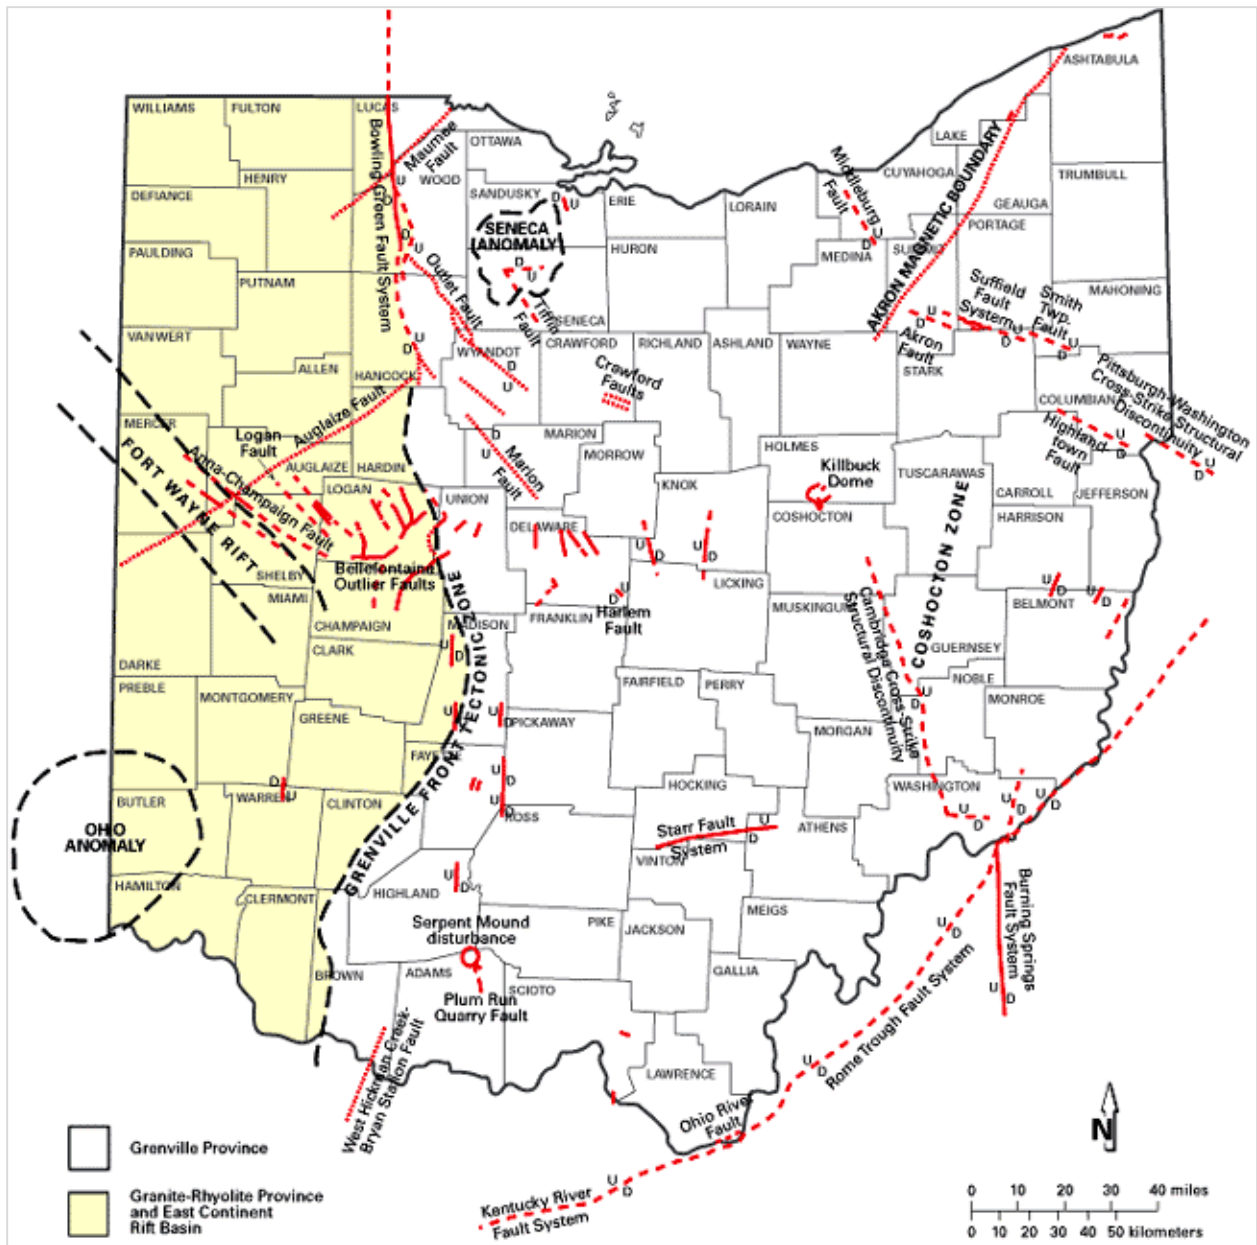 ASHTABULA
WILLIAMS
FULTON
LUCAS
Maumee
Fault
OTTAWA
LAKE
Bowling Green Fault System
WOOD
SANDUSKY
D U
ERIE
Middleburg
Fault
CUYAHOGA
AKRON MAGNETIC BOUNDARY
TRUMBULL
HENRY
DEFIANCE
U
D
LORAIN
GEAUGA
PORTAGE
SENECA
ANOMALY
HURON
U
D
MEDINA
D
U
PAULDING
PUTNAM
Outlet Fault
D
U
Tiffin
Fault
SENECA
Suffield
Fault
System
Smith
Twp.
Fault
MAHONING
U
D
Akron
Fault
U
D
U
D
VANWERT
ALLEN
HANCOCK
U
D
WYANDOT
D
U
CRAWFORD
RICHLAND
ASHLAND
WAYNE
STARK
Crawford
Faults
Pittsburgh-Washington
Cross-Strike Structural
Discontinuity
COLUMBIANA
MERCER
Logan
Fault
Auglaize Fault
AUGLAIZE
HARDIN
MARION
D
U
Marion
Fault
MORROW
HOLMES
Highland
town
Fault
U
D
U
D
FORT WAYNE RIFT
Anna-Champaign Fault
LOGAN
UNION
KNOX
Killbuck
Dome
TUSCARAWAS
CARROLL
JEFFERSON
DELAWARE
COSHOCTON
HARRISON
COSHOCTON ZONE
U
D
U
D
SHELBY
Bellefontaine
Outlier Faults
MIAMI
LICKING
U
D
Harlem
Fault
FRANKLIN
MUSKINGUM
U
D
U
D
BELMONT
CHAMPAIGN
MADISON
Cambridge Cross-Strike
Structural Discontinuity
GUERNSEY
DARKE
CLARK
U
D
GRENVILLE FRONT TECTONIC ZONE
NOBLE
PREBLE
MONTGOMERY
FAIRFIELD
PERRY
U
D
MONROE
GREENE
U
D
U
D
PICKAWAY
MORGAN
FAYETTE
HOCKING
WASHINGTON
D
U
BUTLER
WARREN
CLINTON
U
D
ROSS
U
D
U
D
U
D
OHIO
ANOMALY
Starr Fault
System
U
D
ATHENS
VINTON
HAMILTON
CLERMONT
HIGHLAND
U
D
Burning Springs
Fault System
MEIGS
Serpent Mound
disturbance
PIKE
JACKSON
U
D
BROWN
ADAMS
SCIOTO
GALLIA
Plum Run
Quarry Fault
U
D
Rome Trough Fault System
West Hickman Creek-
Bryan Station Fault
U
D
LAWRENCE
Ohio River
Fault
N
Grenville Province
U
D
Kentucky River
Fault System
Granite-Rhyolite Province
and East Continent
Rift Basin
0 10 20 30 40 miles
0 10 20 30 40 50 kilometers